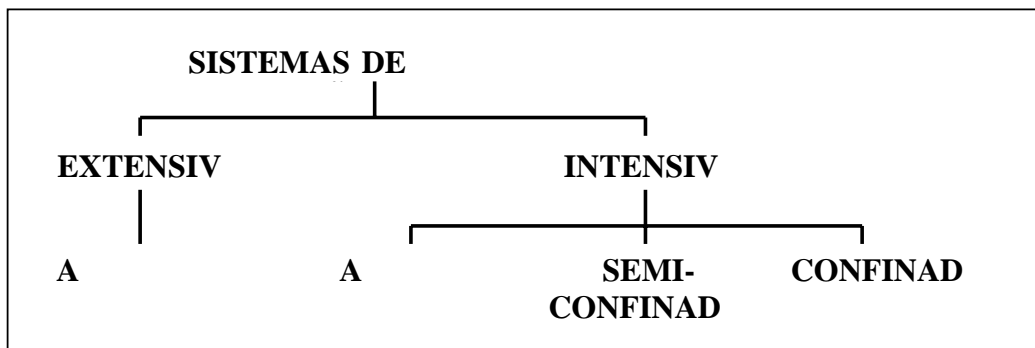 SISTEMAS DE
EXTENSIV INTENSIV
A A SEMI- CONFINAD
CONFINAD